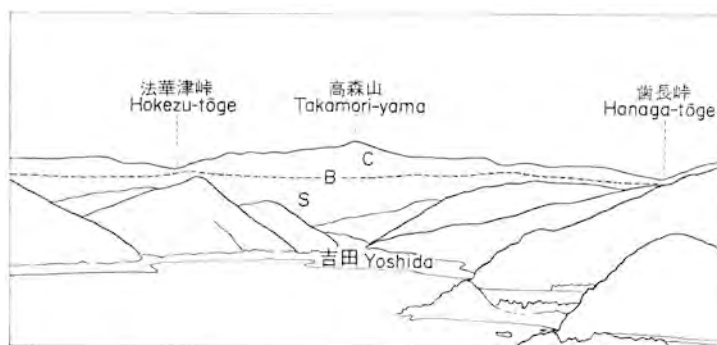 法華津峠
Hokezu-tōge
高森山
Takamori-yama
歯長峠
Hanaga-tōge
C
B
S
吉田 Yoshida